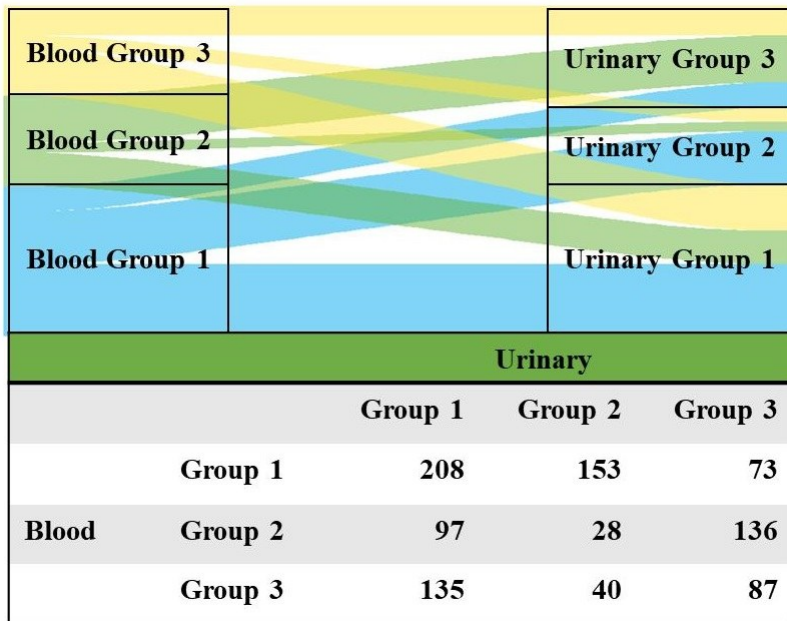 Blood Group 3
Urinary Group 3
Blood Group 2
Urinary Group 2
Blood Group 1
Urinary Group 1
Urinary
Group 1 Group 2 Group 3
Group 1 208 153 73
Blood Group 2 97 28 136
Group 3 135 40 87